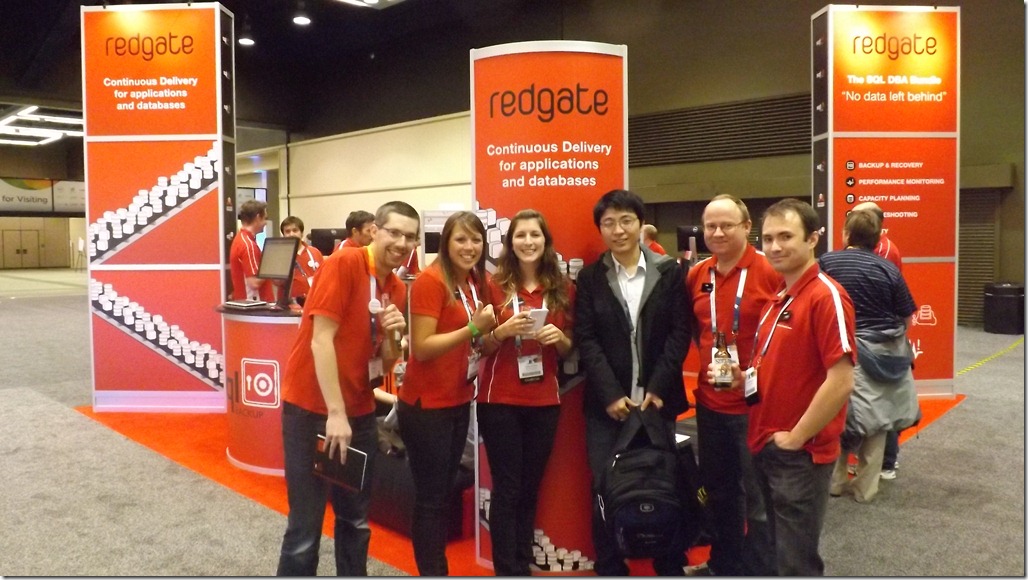 redgate
Continuous Delivery
for applications
and databases
redgate
Continuous Delivery
for applications
and databases
redgate
The SQL DBA Bundle
"No data left behind"
BACKUP & RECOVERY
PERFORMANCE MONITORING
CAPACITY PLANNING
for Visiting
BACKUP